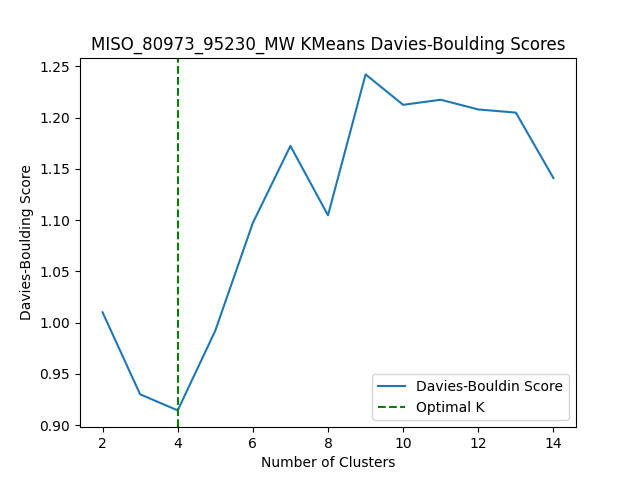 MISO_80973_95230_MW KMeans Davies-Boulding Scores
1.25
1.20
1.15
1.10
1.05
1.00
0.95
0.90
Davies-Boulding Score
Davies-Bouldin Score
Optimal K
2 4 6 8 10 12 14
Number of Clusters